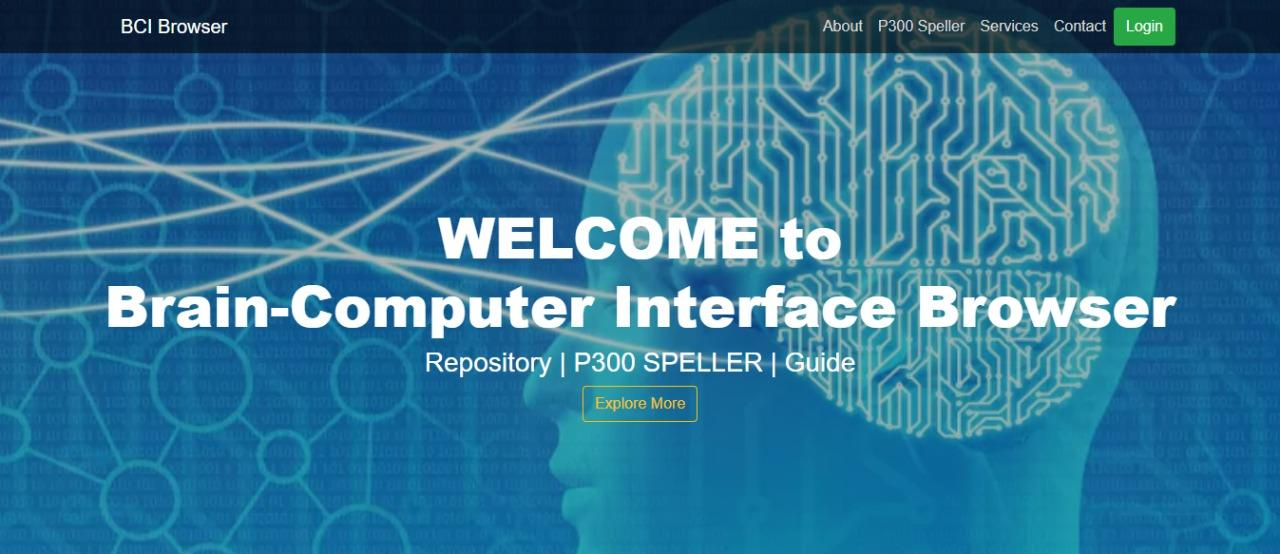 BCI Browser
About P300 Speller Services Contact Login
WELCOME to
Brain-Computer Interface Browser
Repository | P300 SPELLER | Guide
Explore More